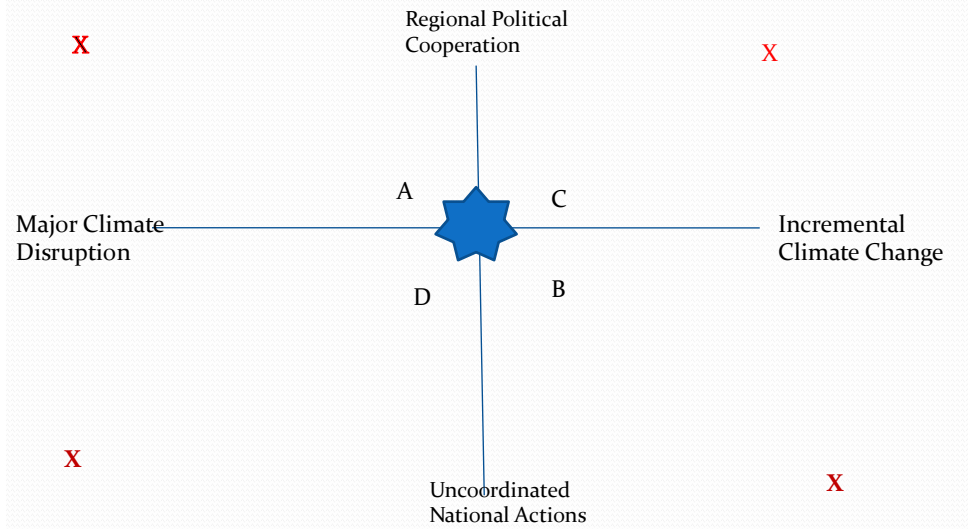 Regional Political
Cooperation
X
X
A
C
Major Climate
Disruption
Incremental
Climate Change
D
B
X
X
Uncoordinated
National Actions